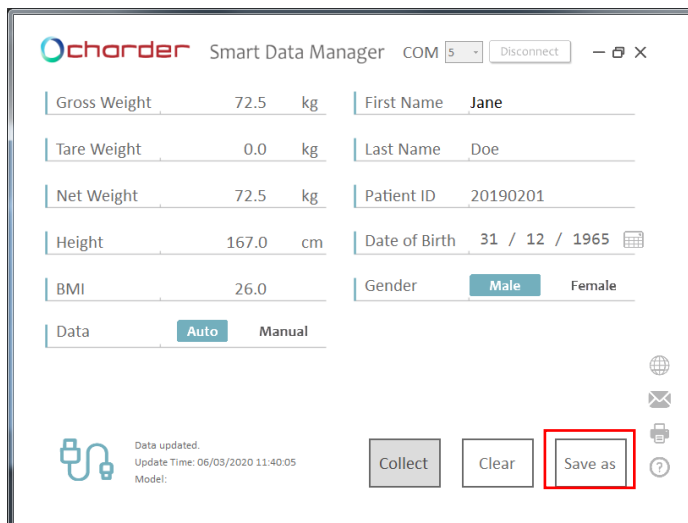 charder Smart Data Manager COM 5 Disconnect
Gross Weight 72.5 kg First Name Jane
Tare Weight 0.0 kg Last Name Doe
Net Weight 72.5 kg Patient ID 20190201
Height 167.0 cm Date of Birth 31 / 12 / 1965
BMI 26.0 Gender Male Female
Data Auto Manual
Data updated.
Update Time: 06/03/2020 11:40:05
Model:
Collect Clear Save as